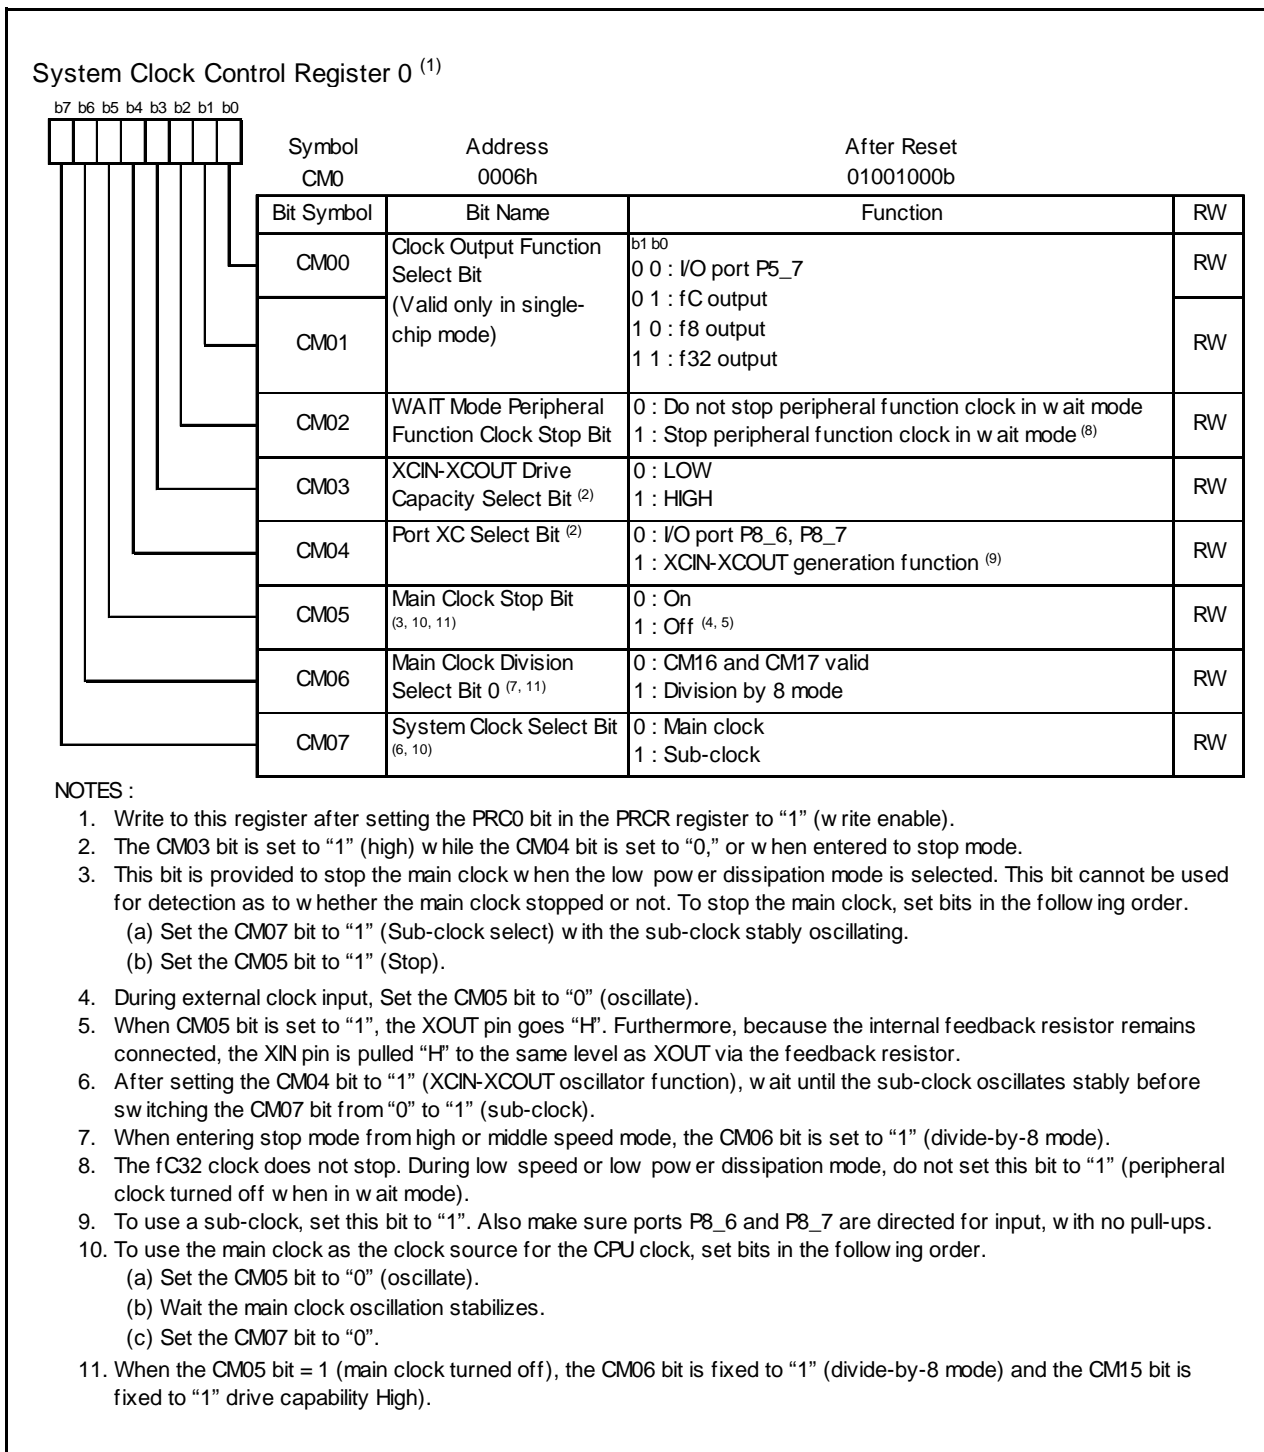 System Clock Control Register 0 (1)
b7 b6 b5 b4 b3 b2 b1 b0
Symbol Address After Reset
CM0 0006h 01001000b
Bit Symbol Bit Name Function RW
CM00 Clock Output Function Select Bit (Valid only in single-chip mode) RW
b1 b0
0 0 : I/O port P5_7
0 1 : fC output
1 0 : f8 output
1 1 : f32 output
CM01 RW
CM02 WAIT Mode Peripheral Function Clock Stop Bit RW
0 : Do not stop peripheral function clock in wait mode
1 : Stop peripheral function clock in wait mode (8)
CM03 XCIN-XCOUT Drive Capacity Select Bit (2) RW
0 : LOW
1 : HIGH
CM04 Port XC Select Bit (2) RW
0 : I/O port P8_6, P8_7
1 : XCIN-XCOUT generation function (9)
CM05 Main Clock Stop Bit (3, 10, 11) RW
0 : On
1 : Off (4, 5)
CM06 Main Clock Division Select Bit 0 (7, 11) RW
0 : CM16 and CM17 valid
1 : Division by 8 mode
CM07 System Clock Select Bit (6, 10) RW
0 : Main clock
1 : Sub-clock
NOTES :
1. Write to this register after setting the PRC0 bit in the PRCR register to “1” (write enable).
2. The CM03 bit is set to “1” (high) while the CM04 bit is set to “0,” or when entered to stop mode.
3. This bit is provided to stop the main clock when the low power dissipation mode is selected. This bit cannot be used
for detection as to whether the main clock stopped or not. To stop the main clock, set bits in the following order.
(a) Set the CM07 bit to “1” (Sub-clock select) with the sub-clock stably oscillating.
(b) Set the CM05 bit to “1” (Stop).
4. During external clock input, Set the CM05 bit to “0” (oscillate).
5. When CM05 bit is set to “1”, the XOUT pin goes “H”. Furthermore, because the internal feedback resistor remains
connected, the XIN pin is pulled “H” to the same level as XOUT via the feedback resistor.
6. After setting the CM04 bit to “1” (XCIN-XCOUT oscillator function), wait until the sub-clock oscillates stably before
switching the CM07 bit from “0” to “1” (sub-clock).
7. When entering stop mode from high or middle speed mode, the CM06 bit is set to “1” (divide-by-8 mode).
8. The fC32 clock does not stop. During low speed or low power dissipation mode, do not set this bit to “1” (peripheral
clock turned off when in wait mode).
9. To use a sub-clock, set this bit to “1”. Also make sure ports P8_6 and P8_7 are directed for input, with no pull-ups.
10. To use the main clock as the clock source for the CPU clock, set bits in the following order.
(a) Set the CM05 bit to “0” (oscillate).
(b) Wait the main clock oscillation stabilizes.
(c) Set the CM07 bit to “0”.
11. When the CM05 bit = 1 (main clock turned off), the CM06 bit is fixed to “1” (divide-by-8 mode) and the CM15 bit is
fixed to “1” drive capability High).